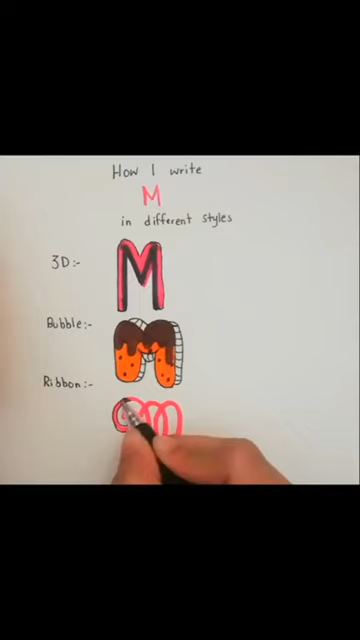 How I write
M
in different styles
3D:-
M
Bubble:-
M
Ribbon:-
m